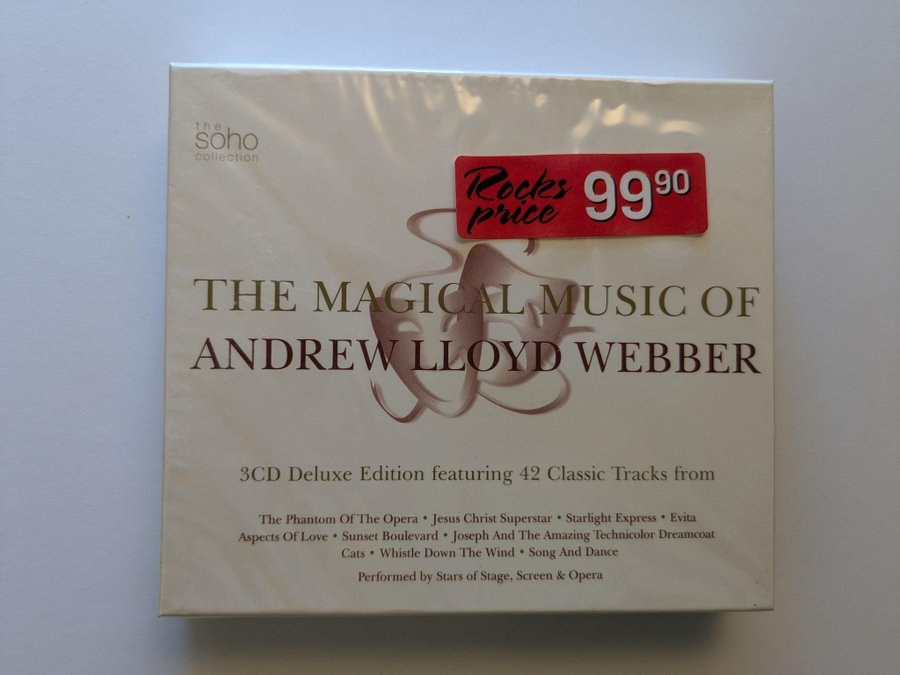 the
soho
collection
Rocks
price
99⁹⁰
THE MAGICAL MUSIC OF
ANDREW LLOYD WEBBER
3CD Deluxe Edition featuring 42 Classic Tracks from
The Phantom Of The Opera • Jesus Christ Superstar • Starlight Express • Evita
Aspects Of Love • Sunset Boulevard • Joseph And The Amazing Technicolor Dreamcoat
Cats • Whistle Down The Wind • Song And Dance
Performed by Stars of Stage, Screen & Opera